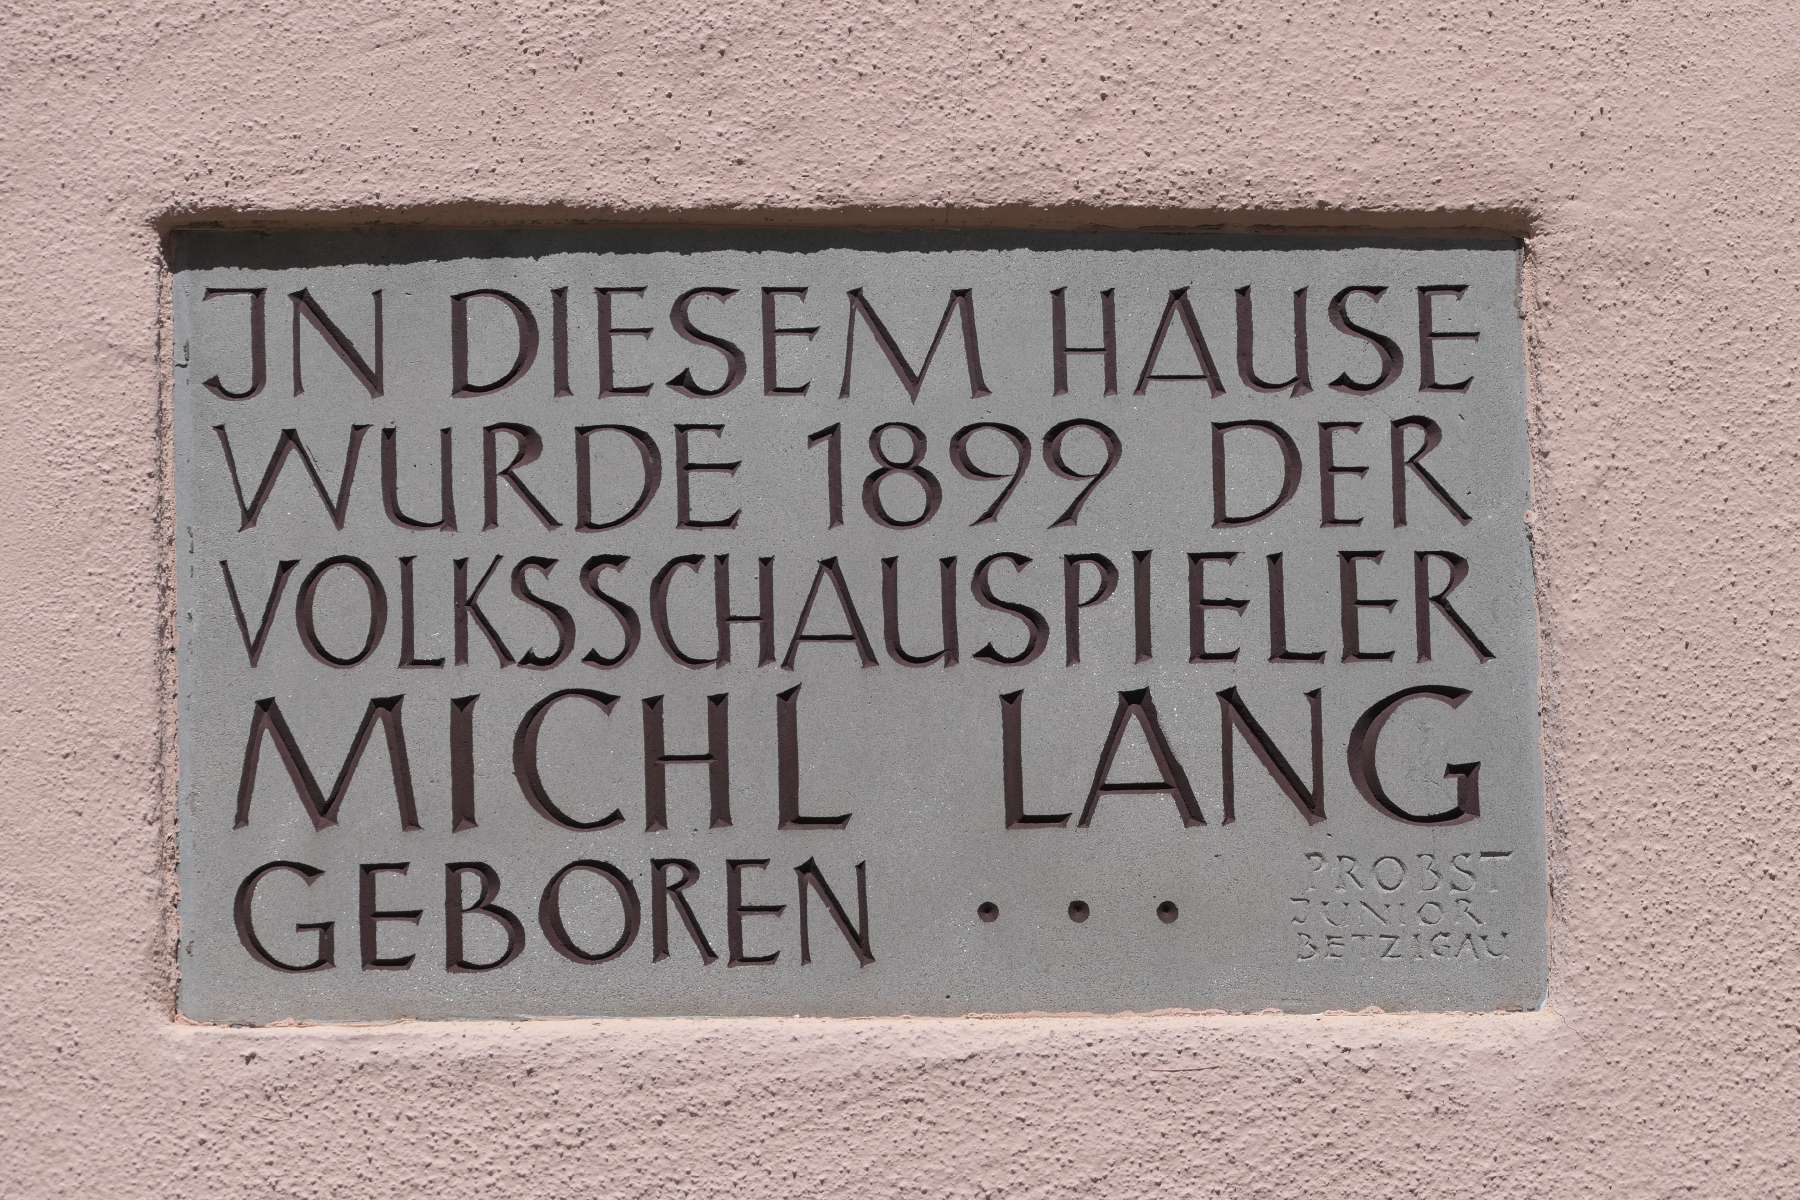 JN DIESEM HAUSE
WURDE 1899 DER
VOLKSSCHAUSPIELER
MICHL LANG
GEBOREN . . .
PROBST
JUNIOR
BETZIGAU